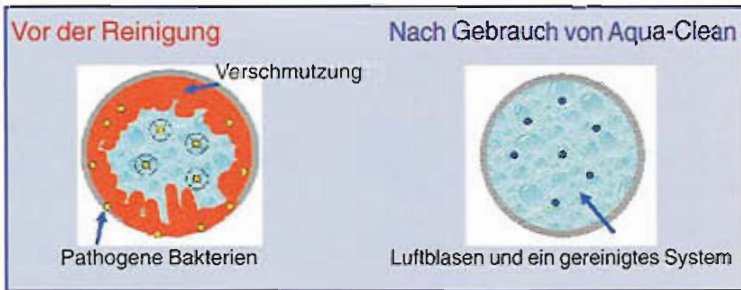 Vor der Reinigung
Nach Gebrauch von Aqua-Clean
Verschmutzung
Pathogene Bakterien
Luftblasen und ein gereinigtes System